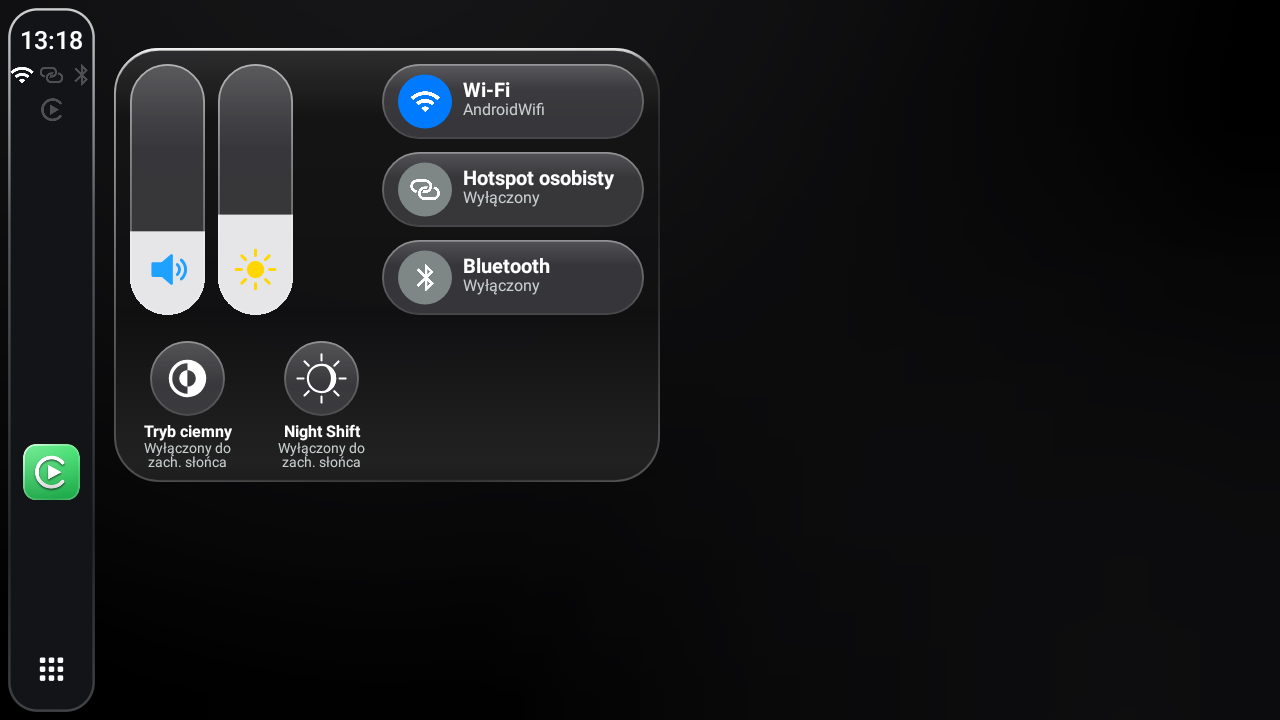 13:18
Wi-Fi
AndroidWifi
Hotspot osobisty
Wyłączony
Bluetooth
Wyłączony
Tryb ciemny
Wyłączony do
zach. słońca
Night Shift
Wyłączony do
zach. słońca